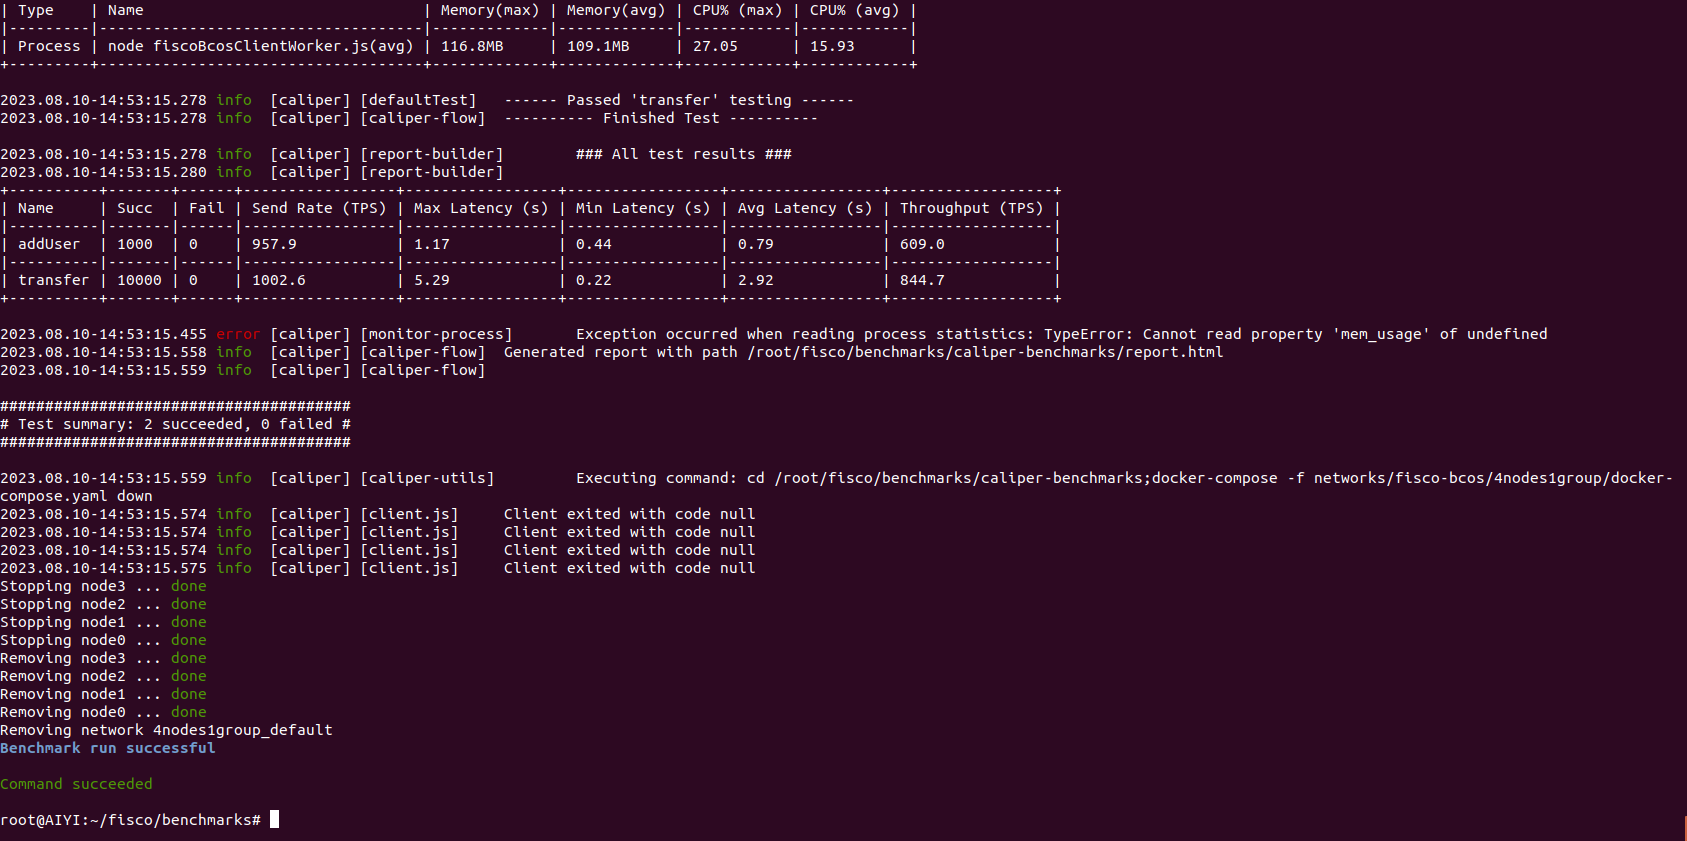 | Type    | Name                               | Memory(max) | Memory(avg) | CPU% (max) | CPU% (avg) |
|---------|------------------------------------|-------------|-------------|------------|------------|
| Process | node fiscoBcosClientWorker.js(avg) | 116.8MB     | 109.1MB     | 27.05      | 15.93      |
+---------+------------------------------------+-------------+-------------+------------+------------+
2023.08.10-14:53:15.278 info  [caliper] [defaultTest]   ------ Passed 'transfer' testing ------
2023.08.10-14:53:15.278 info  [caliper] [caliper-flow]  ---------- Finished Test ----------
2023.08.10-14:53:15.278 info  [caliper] [report-builder]        ### All test results ###
2023.08.10-14:53:15.280 info  [caliper] [report-builder]
+----------+-------+------+-----------------+-----------------+-----------------+-----------------+------------------+
| Name     | Succ  | Fail | Send Rate (TPS) | Max Latency (s) | Min Latency (s) | Avg Latency (s) | Throughput (TPS) |
|----------|-------|------|-----------------|-----------------|-----------------|-----------------|------------------|
| addUser  | 1000  | 0    | 957.9           | 1.17            | 0.44            | 0.79            | 609.0            |
|----------|-------|------|-----------------|-----------------|-----------------|-----------------|------------------|
| transfer | 10000 | 0    | 1002.6          | 5.29            | 0.22            | 2.92            | 844.7            |
+----------+-------+------+-----------------+-----------------+-----------------+-----------------+------------------+
2023.08.10-14:53:15.455 error [caliper] [monitor-process]       Exception occurred when reading process statistics: TypeError: Cannot read property 'mem_usage' of undefined
2023.08.10-14:53:15.558 info  [caliper] [caliper-flow]  Generated report with path /root/fisco/benchmarks/caliper-benchmarks/report.html
2023.08.10-14:53:15.559 info  [caliper] [caliper-flow]
#######################################
# Test summary: 2 succeeded, 0 failed #
#######################################
2023.08.10-14:53:15.559 info  [caliper] [caliper-utils]         Executing command: cd /root/fisco/benchmarks/caliper-benchmarks;docker-compose -f networks/fisco-bcos/4nodes1group/docker-
compose.yaml down
2023.08.10-14:53:15.574 info  [caliper] [client.js]     Client exited with code null
2023.08.10-14:53:15.574 info  [caliper] [client.js]     Client exited with code null
2023.08.10-14:53:15.574 info  [caliper] [client.js]     Client exited with code null
2023.08.10-14:53:15.575 info  [caliper] [client.js]     Client exited with code null
Stopping node3 ... done
Stopping node2 ... done
Stopping node1 ... done
Stopping node0 ... done
Removing node3 ... done
Removing node2 ... done
Removing node1 ... done
Removing node0 ... done
Removing network 4nodes1group_default
Benchmark run successful
Command succeeded
root@AIYI:~/fisco/benchmarks#